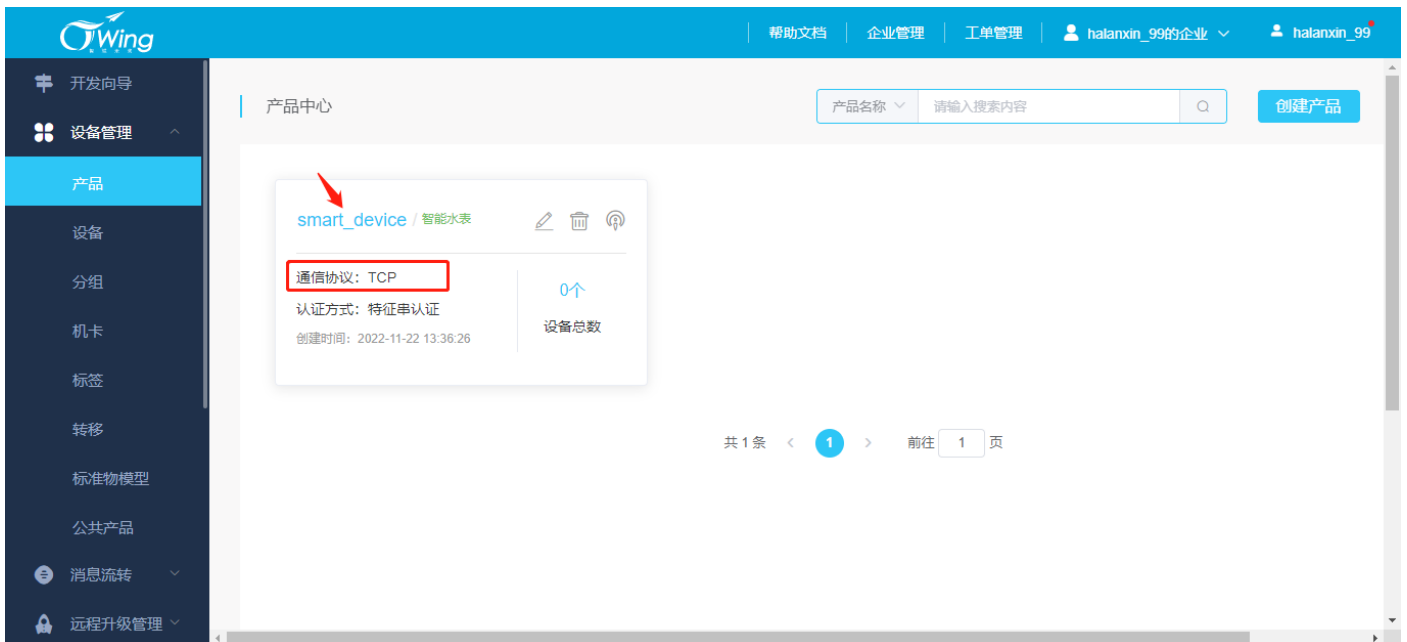 Wing
帮助文档 企业管理 工单管理 halanxin_99的企业 halanxin_99
开发向导
设备管理
产品
设备
分组
机卡
标签
转移
标准物模型
公共产品
消息流转
远程升级管理
产品中心
产品名称 请输入搜索内容 创建产品
smart_device / 智能水表
通信协议：TCP
认证方式：特征串认证
创建时间：2022-11-22 13:36:26
0个
设备总数
共 1 条 < 1 > 前往 1 页